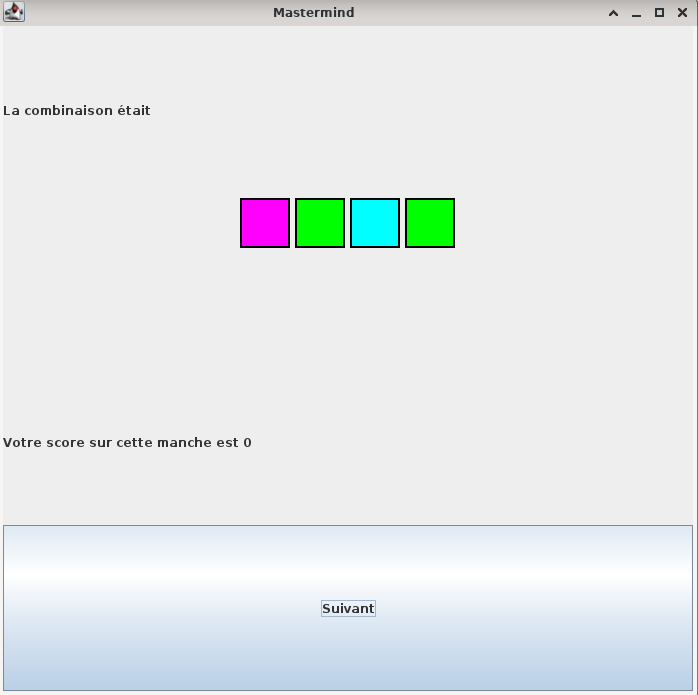 Mastermind
La combinaison était
Votre score sur cette manche est 0
Suivant